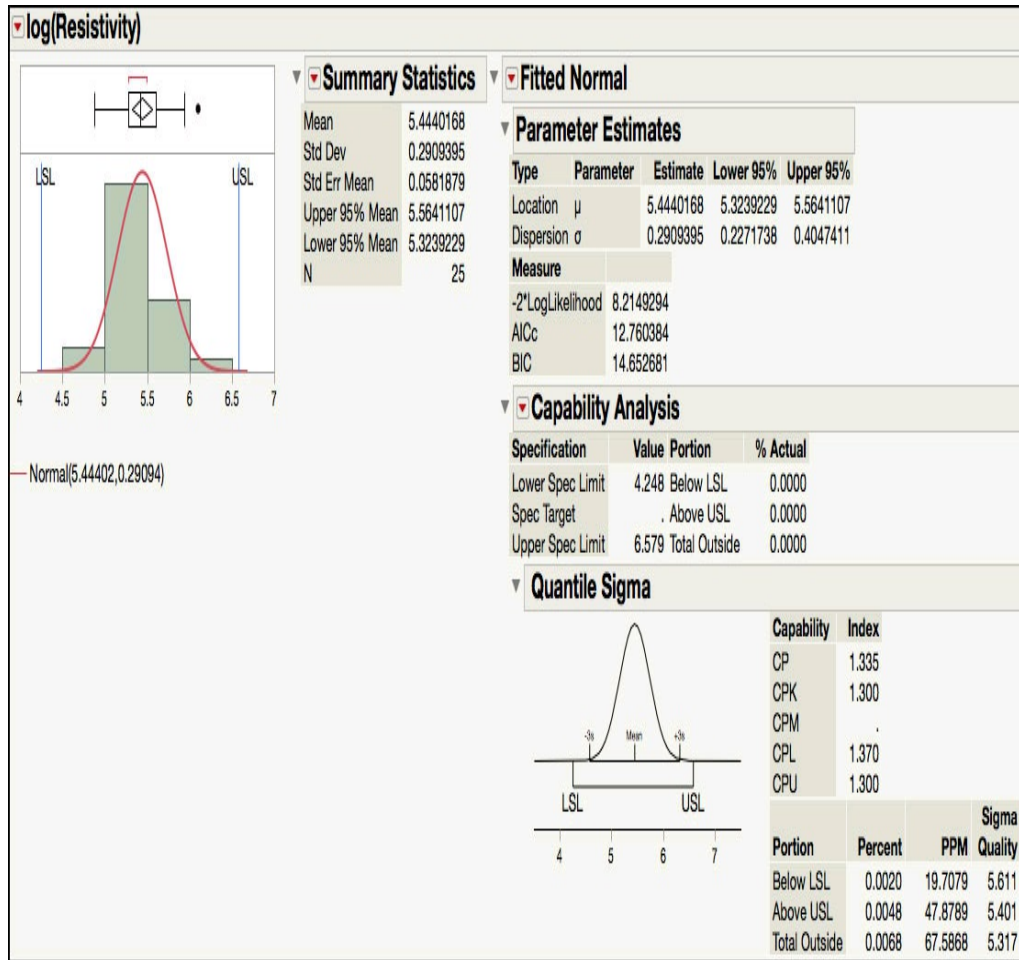 log(Resistivity)
LSL USL
4 4.5 5 5.5 6 6.5 7
Normal(5.44402,0.29094)
Summary Statistics
Mean 5.4440168
Std Dev 0.2909395
Std Err Mean 0.0581879
Upper 95% Mean 5.5641107
Lower 95% Mean 5.3239229
N 25
Fitted Normal
Parameter Estimates
Type Parameter Estimate Lower 95% Upper 95%
Location μ 5.4440168 5.3239229 5.5641107
Dispersion σ 0.2909395 0.2271738 0.4047411
Measure
-2*LogLikelihood 8.2149294
AICc 12.760384
BIC 14.652681
Capability Analysis
Specification Value Portion % Actual
Lower Spec Limit 4.248 Below LSL 0.0000
Spec Target . Above USL 0.0000
Upper Spec Limit 6.579 Total Outside 0.0000
Quantile Sigma
-3s Mean +3s
LSL USL
4 5 6 7
Capability Index
CP 1.335
CPK 1.300
CPM .
CPL 1.370
CPU 1.300
Sigma
Portion Percent PPM Quality
Below LSL 0.0020 19.7079 5.611
Above USL 0.0048 47.8789 5.401
Total Outside 0.0068 67.5868 5.317